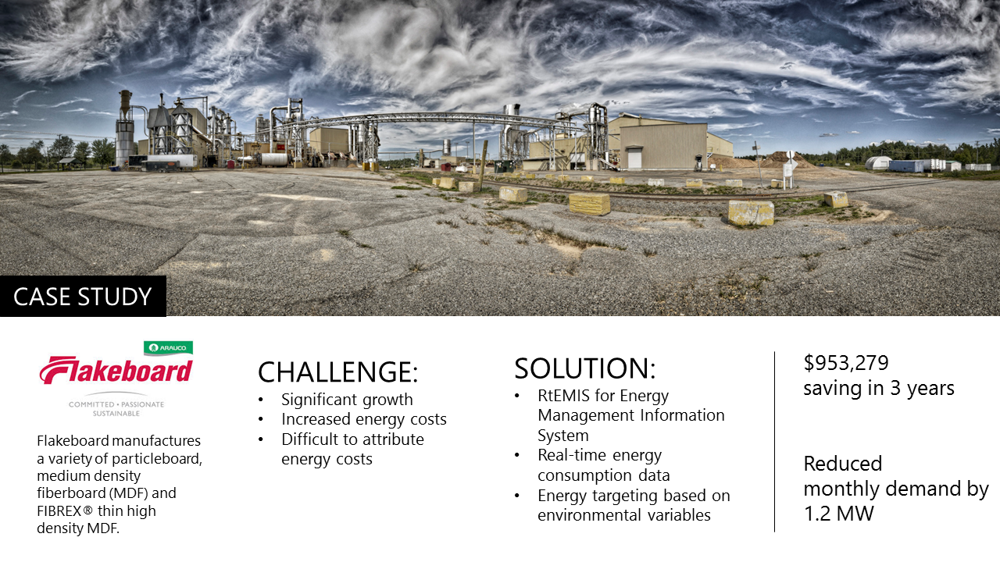 CASE STUDY
ARAUCO
Flakeboard
COMMITTED • PASSIONATE
SUSTAINABLE
Flakeboard manufactures
a variety of particleboard,
medium density
fiberboard (MDF) and
FIBREX® thin high
density MDF.
CHALLENGE:
• Significant growth
• Increased energy costs
• Difficult to attribute
energy costs
SOLUTION:
• RtEMIS for Energy
Management Information
System
• Real-time energy
consumption data
• Energy targeting based on
environmental variables
$953,279
saving in 3 years
Reduced
monthly demand by
1.2 MW